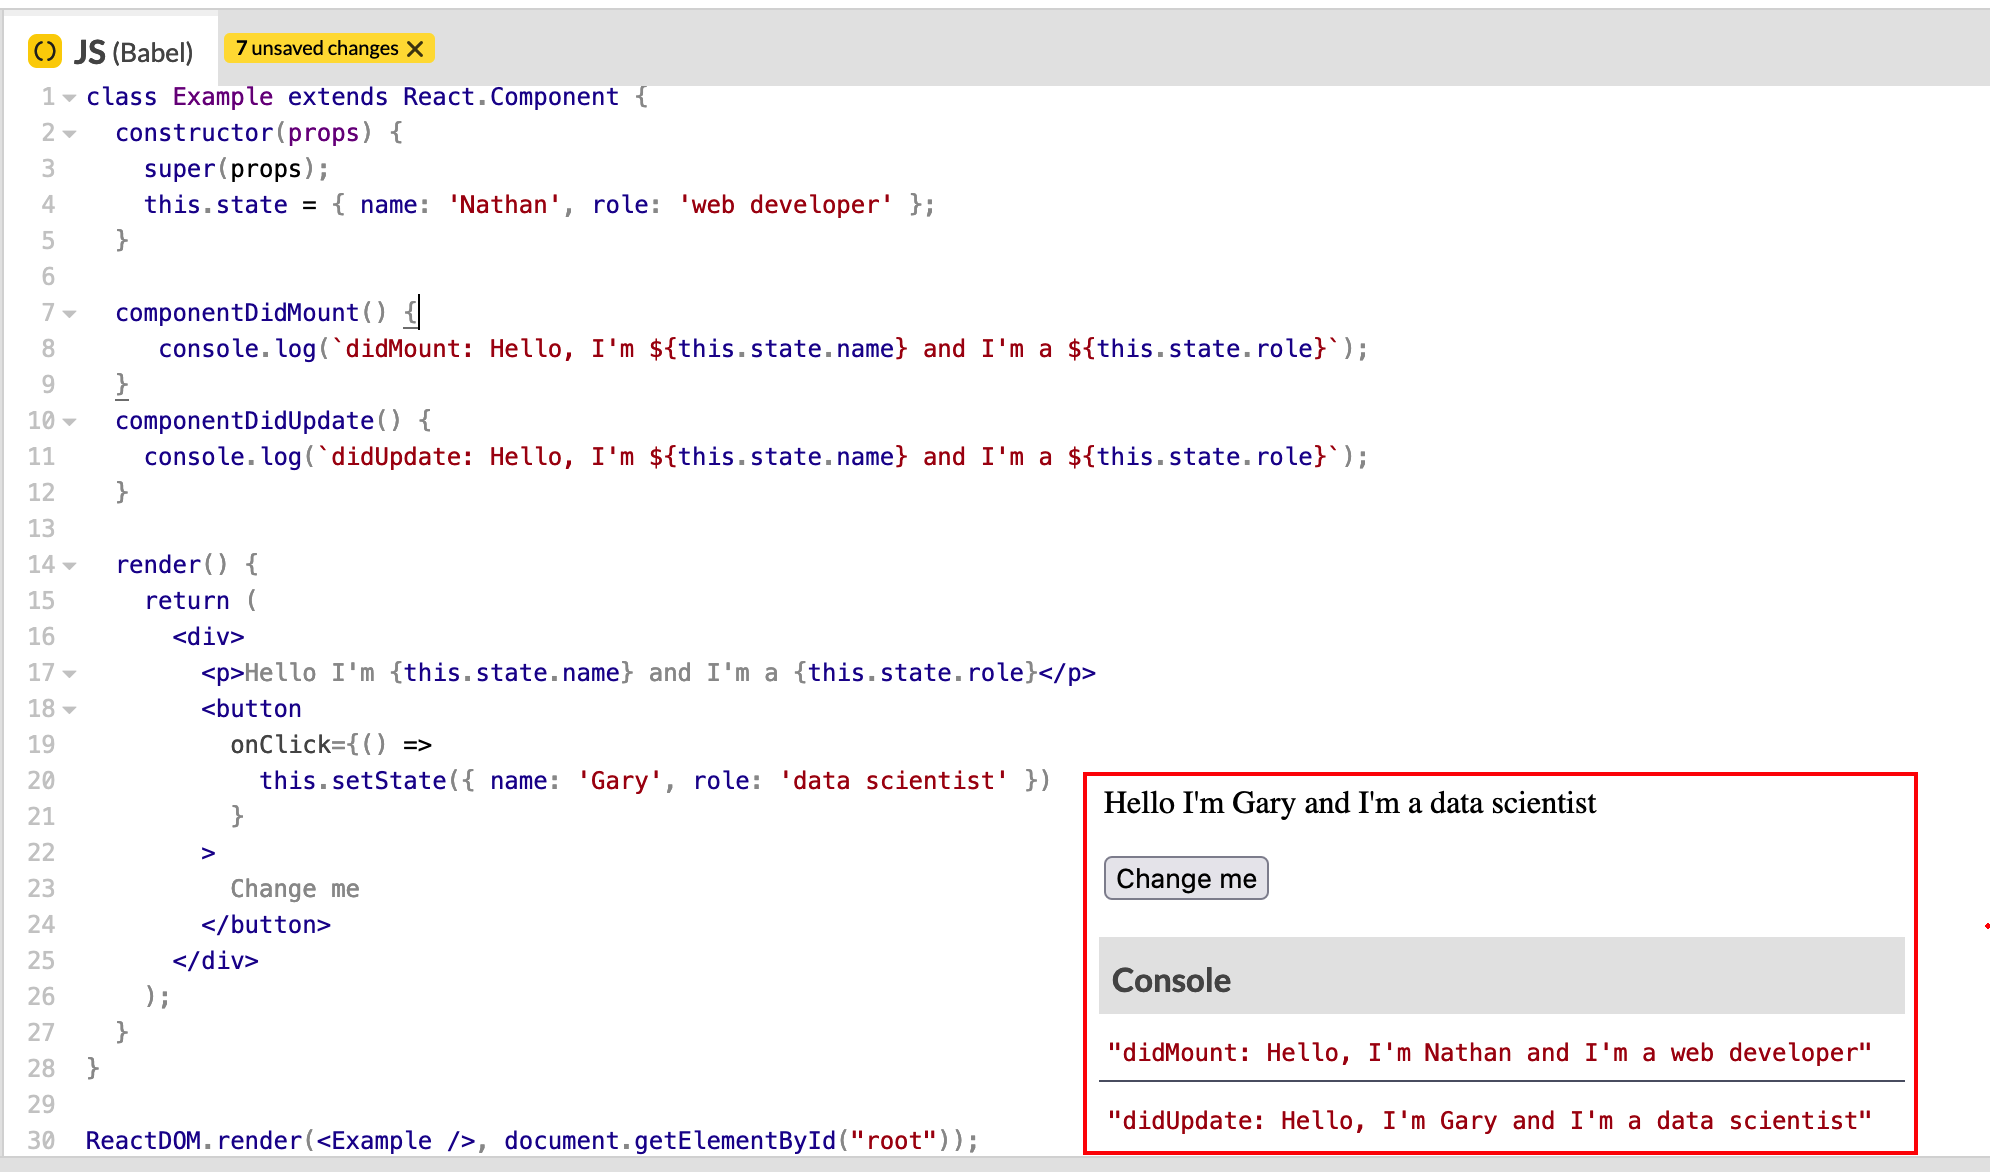 JS (Babel)
7 unsaved changes
1 class Example extends React.Component {
2   constructor(props) {
3     super(props);
4     this.state = { name: 'Nathan', role: 'web developer' };
5   }
6
7   componentDidMount() {
8      console.log(`didMount: Hello, I'm ${this.state.name} and I'm a ${this.state.role}`);
9   }
10   componentDidUpdate() {
11     console.log(`didUpdate: Hello, I'm ${this.state.name} and I'm a ${this.state.role}`);
12   }
13
14   render() {
15     return (
16       <div>
17         <p>Hello I'm {this.state.name} and I'm a {this.state.role}</p>
18         <button
19           onClick={() =>
20             this.setState({ name: 'Gary', role: 'data scientist' })
21           }
22         >
23           Change me
24         </button>
25       </div>
26     );
27   }
28 }
29
30 ReactDOM.render(<Example />, document.getElementById("root"));
Hello I'm Gary and I'm a data scientist
Change me
Console
"didMount: Hello, I'm Nathan and I'm a web developer"
"didUpdate: Hello, I'm Gary and I'm a data scientist"